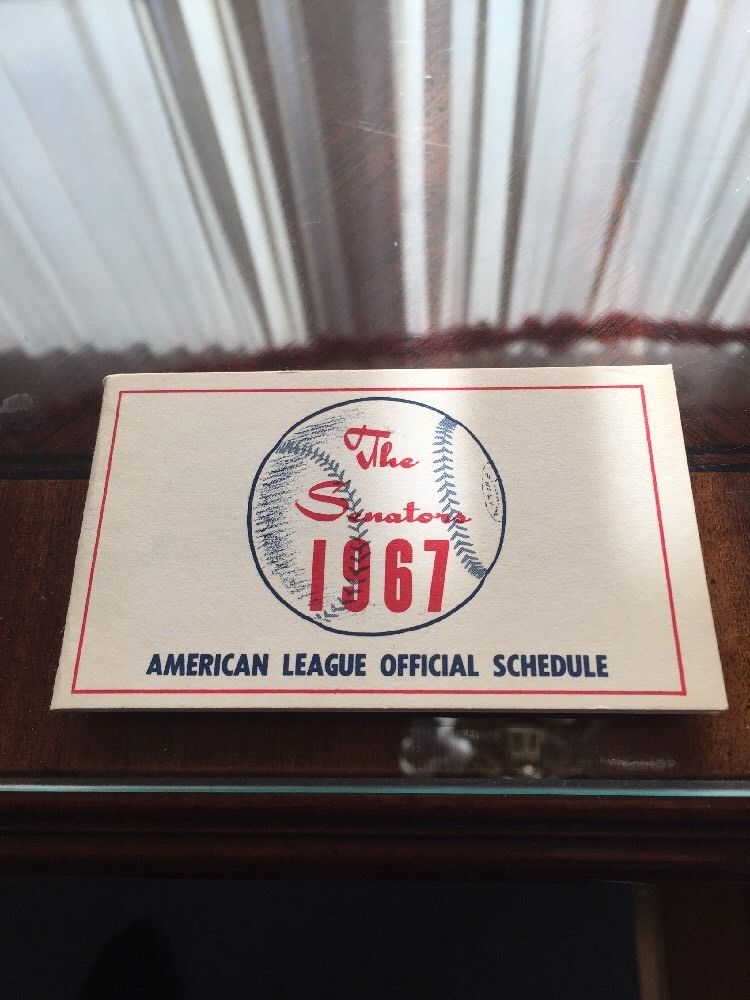 The
Senators
1967
AMERICAN LEAGUE OFFICIAL SCHEDULE